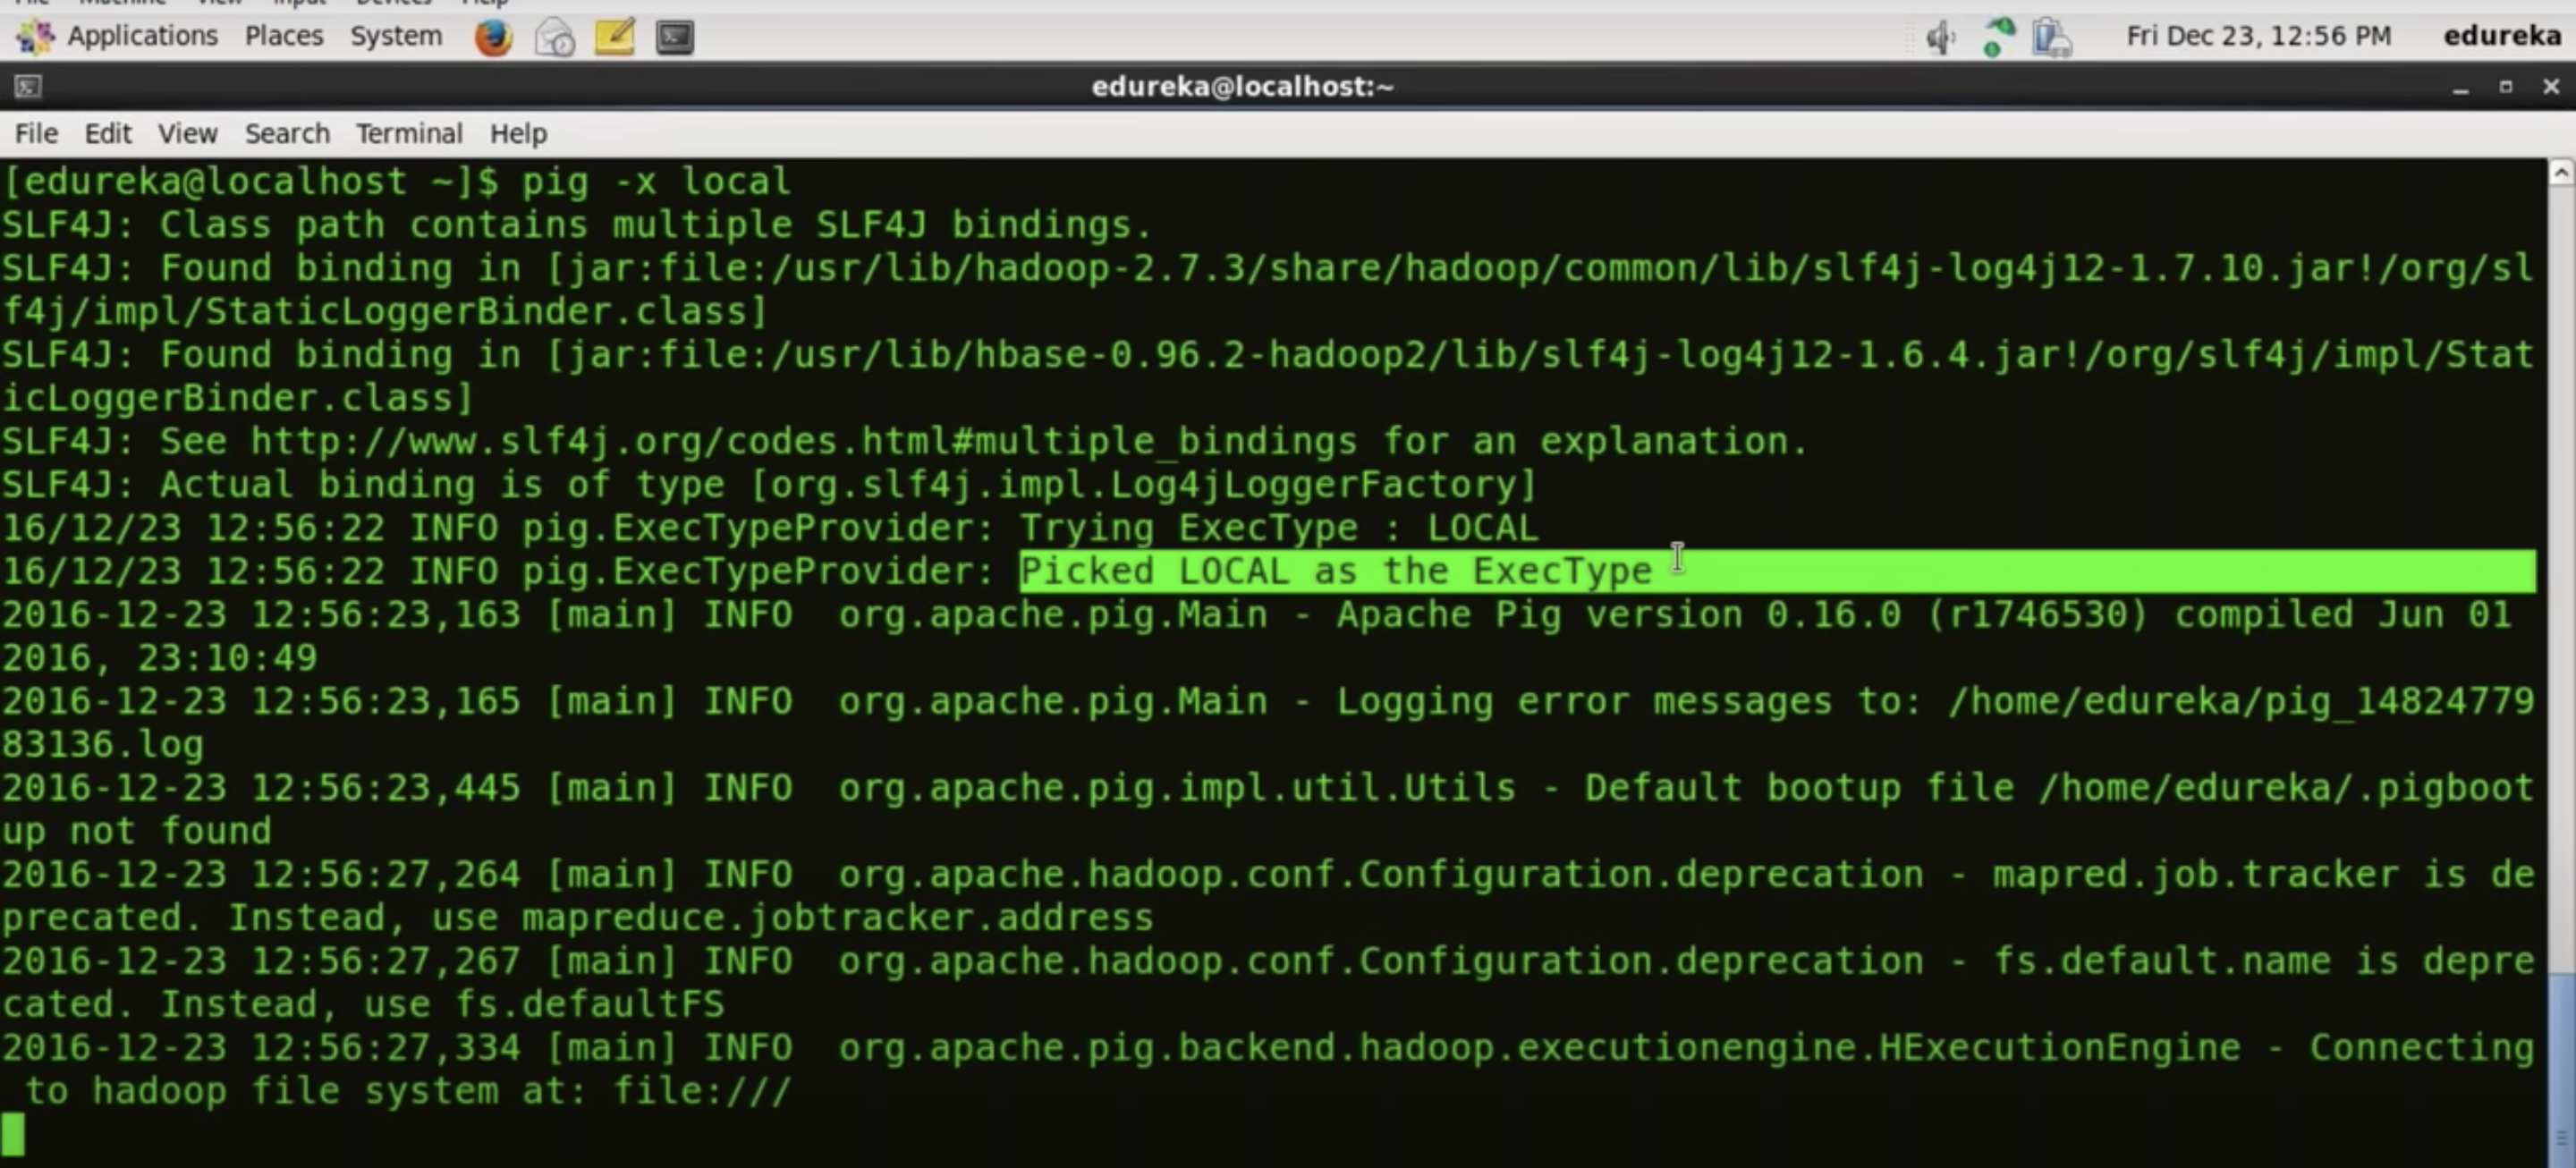 Applications Places System Fri Dec 23, 12:56 PM edureka
edureka@localhost:~
File Edit View Search Terminal Help
[edureka@localhost ~]$ pig -x local
SLF4J: Class path contains multiple SLF4J bindings.
SLF4J: Found binding in [jar:file:/usr/lib/hadoop-2.7.3/share/hadoop/common/lib/slf4j-log4j12-1.7.10.jar!/org/sl
f4j/impl/StaticLoggerBinder.class]
SLF4J: Found binding in [jar:file:/usr/lib/hbase-0.96.2-hadoop2/lib/slf4j-log4j12-1.6.4.jar!/org/slf4j/impl/Stat
icLoggerBinder.class]
SLF4J: See http://www.slf4j.org/codes.html#multiple_bindings for an explanation.
SLF4J: Actual binding is of type [org.slf4j.impl.Log4jLoggerFactory]
16/12/23 12:56:22 INFO pig.ExecTypeProvider: Trying ExecType : LOCAL
16/12/23 12:56:22 INFO pig.ExecTypeProvider: Picked LOCAL as the ExecType
2016-12-23 12:56:23,163 [main] INFO  org.apache.pig.Main - Apache Pig version 0.16.0 (r1746530) compiled Jun 01
2016, 23:10:49
2016-12-23 12:56:23,165 [main] INFO  org.apache.pig.Main - Logging error messages to: /home/edureka/pig_14824779
83136.log
2016-12-23 12:56:23,445 [main] INFO  org.apache.pig.impl.util.Utils - Default bootup file /home/edureka/.pigboot
up not found
2016-12-23 12:56:27,264 [main] INFO  org.apache.hadoop.conf.Configuration.deprecation - mapred.job.tracker is de
precated. Instead, use mapreduce.jobtracker.address
2016-12-23 12:56:27,267 [main] INFO  org.apache.hadoop.conf.Configuration.deprecation - fs.default.name is depre
cated. Instead, use fs.defaultFS
2016-12-23 12:56:27,334 [main] INFO  org.apache.pig.backend.hadoop.executionengine.HExecutionEngine - Connecting
 to hadoop file system at: file:///